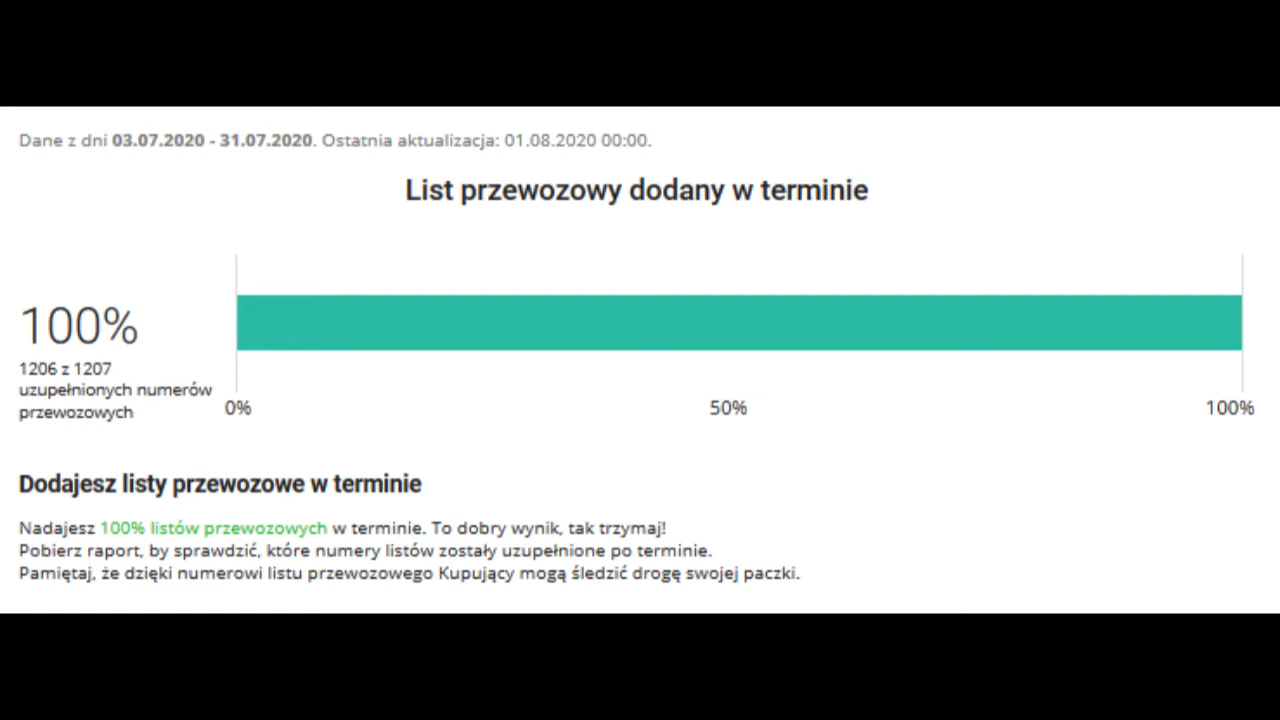 Dane z dni 03.07.2020 - 31.07.2020. Ostatnia aktualizacja: 01.08.2020 00:00.
List przewozowy dodany w terminie
100%
1206 z 1207
uzupełnionych numerów
przewozowych
0%
50%
100%
Dodajesz listy przewozowe w terminie
Nadajesz 100% listów przewozowych w terminie. To dobry wynik, tak trzymaj!
Pobierz raport, by sprawdzić, które numery listów zostały uzupełnione po terminie.
Pamiętaj, że dzięki numerowi listu przewozowego Kupujący mogą śledzić drogę swojej paczki.